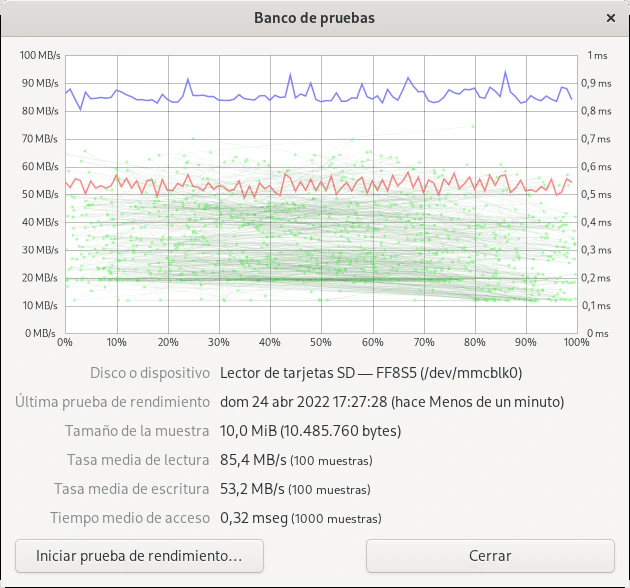 Banco de pruebas ×
100 MB/s 1 ms
90 MB/s 0,9 ms
80 MB/s 0,8 ms
70 MB/s 0,7 ms
60 MB/s 0,6 ms
50 MB/s 0,5 ms
40 MB/s 0,4 ms
30 MB/s 0,3 ms
20 MB/s 0,2 ms
10 MB/s 0,1 ms
0 MB/s 0 ms
0% 10% 20% 30% 40% 50% 60% 70% 80% 90% 100%
Disco o dispositivo Lector de tarjetas SD — FF8S5 (/dev/mmcblk0)
Última prueba de rendimiento dom 24 abr 2022 17:27:28 (hace Menos de un minuto)
Tamaño de la muestra 10,0 MiB (10.485.760 bytes)
Tasa media de lectura 85,4 MB/s (100 muestras)
Tasa media de escritura 53,2 MB/s (100 muestras)
Tiempo medio de acceso 0,32 mseg (1000 muestras)
Iniciar prueba de rendimiento… Cerrar